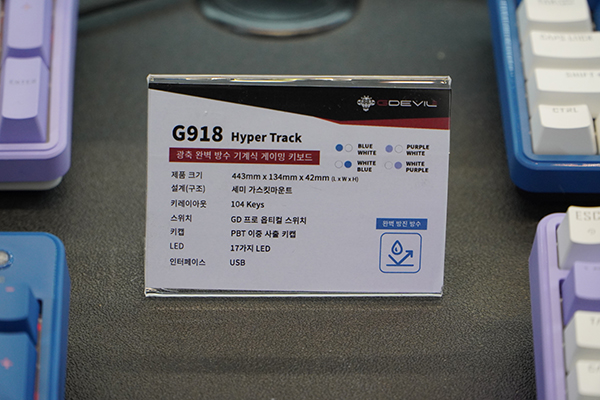 GDEVIL
G918 Hyper Track
광축 완벽 방수 기계식 게이밍 키보드
BLUE WHITE
PURPLE WHITE
WHITE BLUE
WHITE PURPLE
제품 크기 443mm x 134mm x 42mm (L x W x H)
설계(구조) 세미 가스킷마운트
키레이아웃 104 Keys
스위치 GD 프로 옵티컬 스위치
키캡 PBT 이중 사출 키캡
LED 17가지 LED
인터페이스 USB
완벽 방진 방수
ENTER
CTRL
ESC